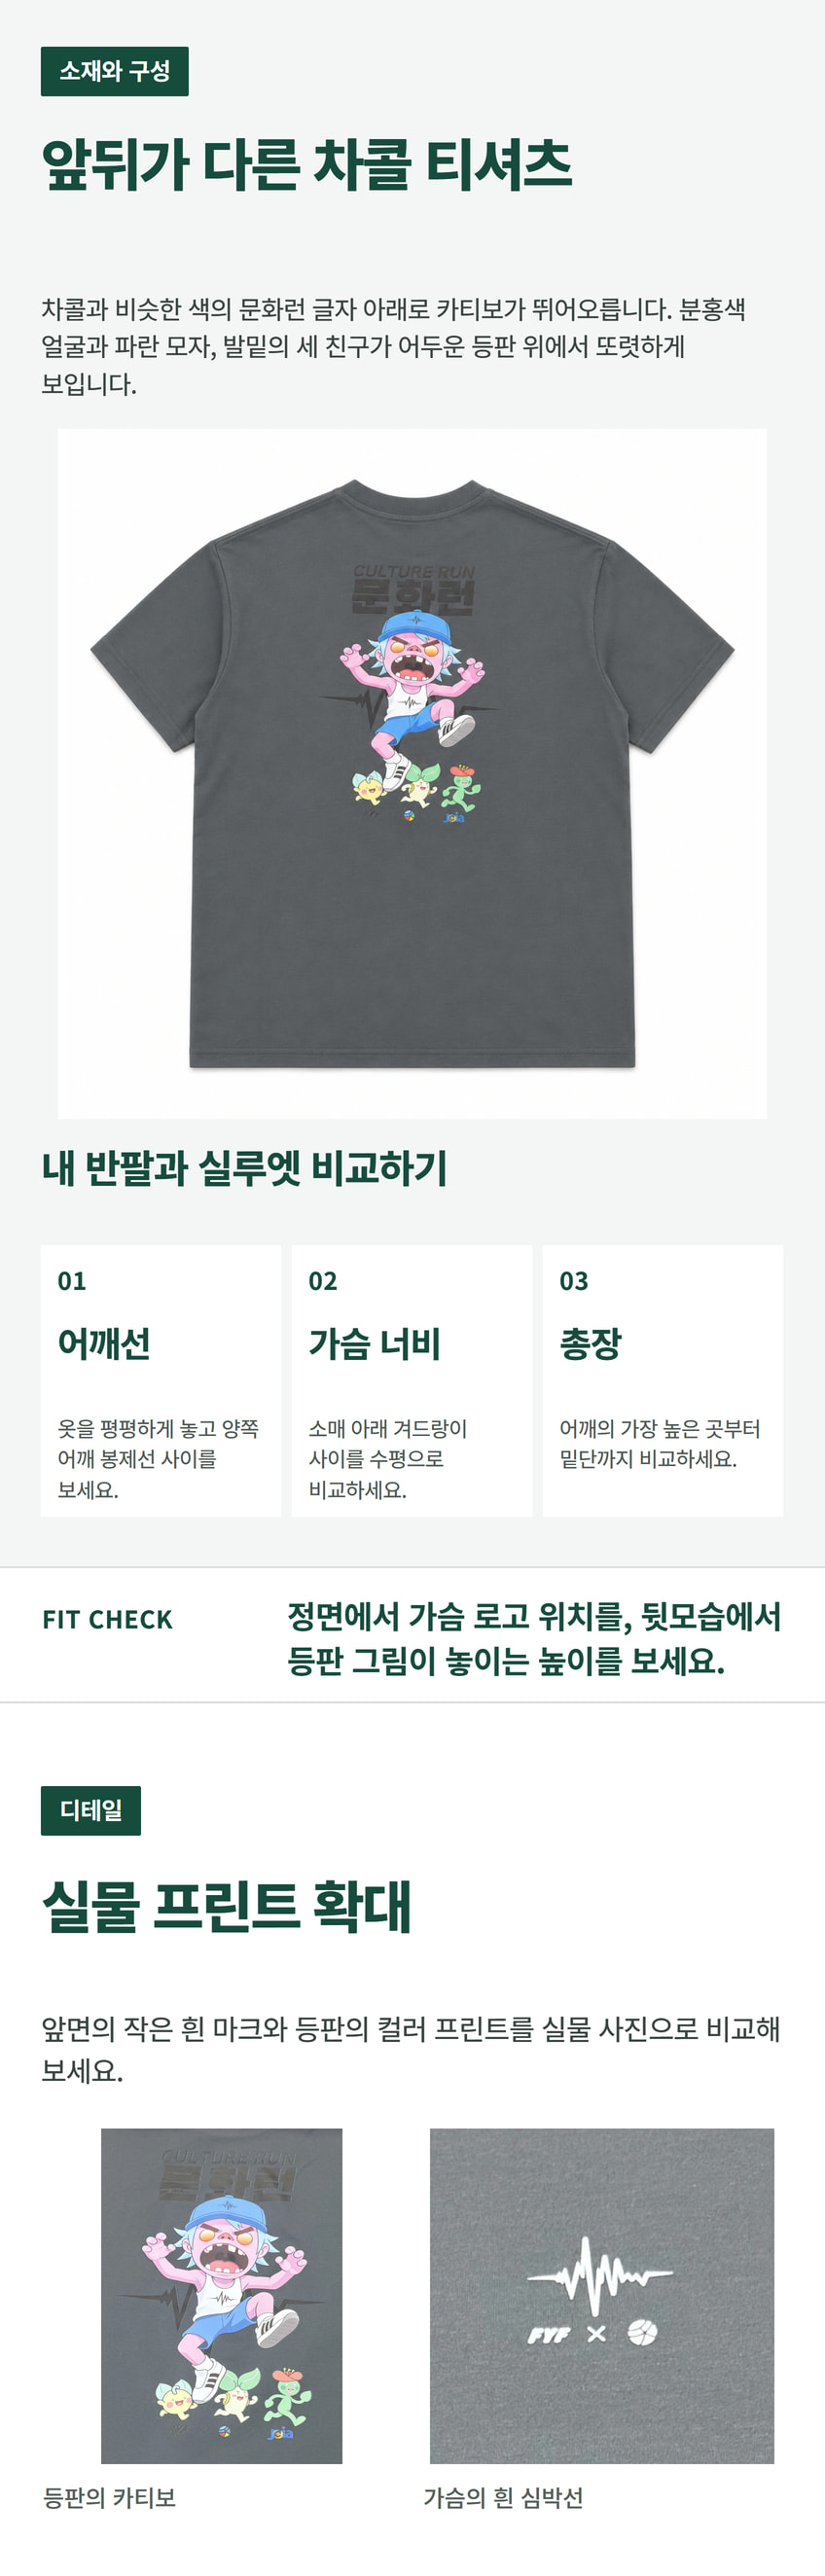 소재와 구성
앞뒤가 다른 차콜 티셔츠
차콜과 비슷한 색의 문화런 글자 아래로 카티보가 뛰어오릅니다. 분홍색
얼굴과 파란 모자, 발밑의 세 친구가 어두운 등판 위에서 또렷하게
보입니다.
CULTURE RUN
문화런
joia
내 반팔과 실루엣 비교하기
01
어깨선
옷을 평평하게 놓고 양쪽
어깨 봉제선 사이를
보세요.
02
가슴 너비
소매 아래 겨드랑이
사이를 수평으로
비교하세요.
03
총장
어깨의 가장 높은 곳부터
밑단까지 비교하세요.
FIT CHECK
정면에서 가슴 로고 위치를, 뒷모습에서
등판 그림이 놓이는 높이를 보세요.
디테일
실물 프린트 확대
앞면의 작은 흰 마크와 등판의 컬러 프린트를 실물 사진으로 비교해
보세요.
CULTURE RUN
문화런
joia
FYF ×
등판의 카티보
가슴의 흰 심박선